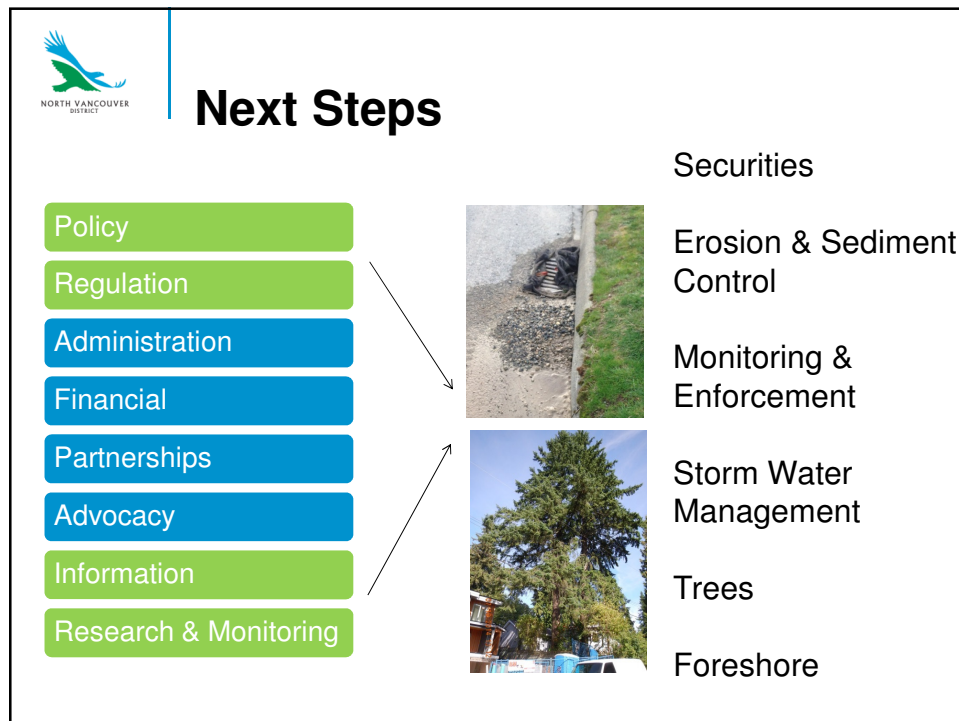 NORTH VANCOUVER
DISTRICT
Next Steps
Policy
Regulation
Administration
Financial
Partnerships
Advocacy
Information
Research & Monitoring
Securities
Erosion & Sediment
Control
Monitoring &
Enforcement
Storm Water
Management
Trees
Foreshore